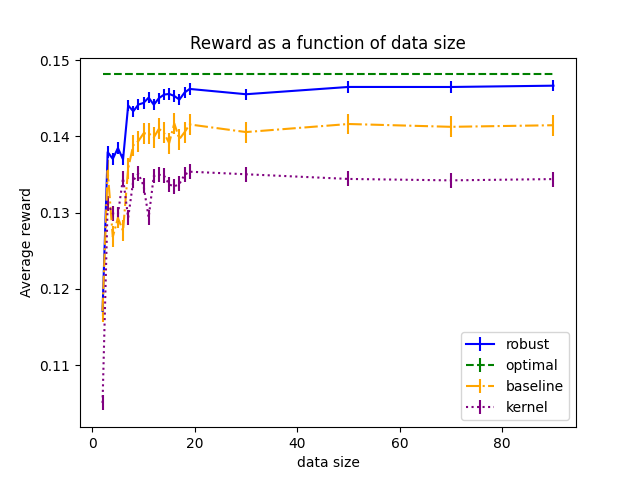 Reward as a function of data size
Average reward
0.15
0.14
0.13
0.12
0.11
0
20
40
60
80
data size
robust
optimal
baseline
kernel